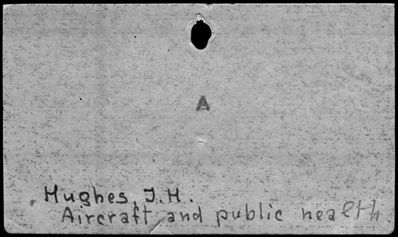 A
Hughes, J.H.
Aircraft and public health